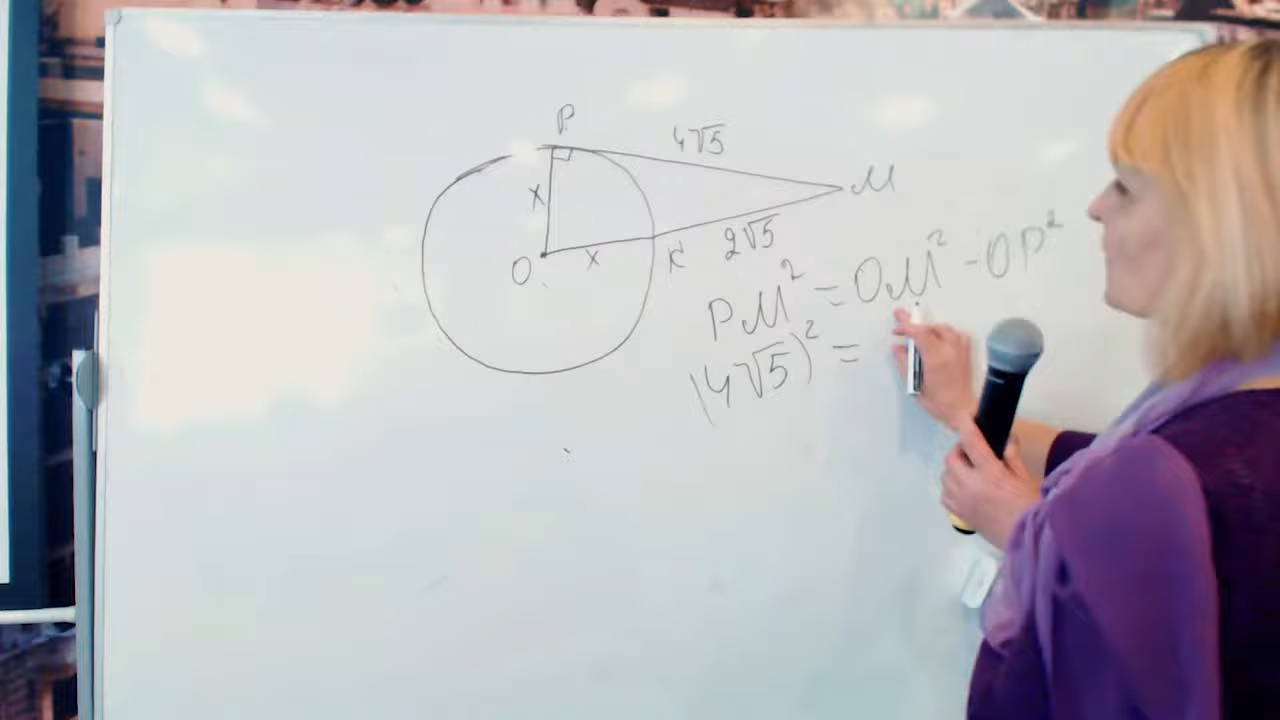 P
4√5
M
x
O
x
K
2√5
PM² = OM² - OP²
(4√5)² =